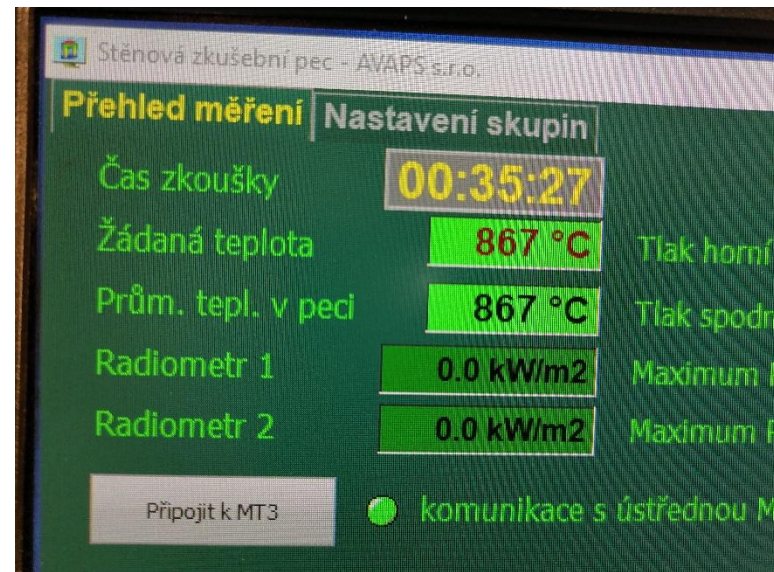 Stěnová zkušební pec - AVAPS s.r.o.
Přehled měření Nastavení skupin
Čas zkoušky 00:35:27
Žádaná teplota 867 °C Tlak horní
Prům. tepl. v peci 867 °C Tlak spodn
Radiometr 1 0.0 kW/m2 Maximum
Radiometr 2 0.0 kW/m2 Maximum
Připojit k MT3 komunikace s ústřednou M